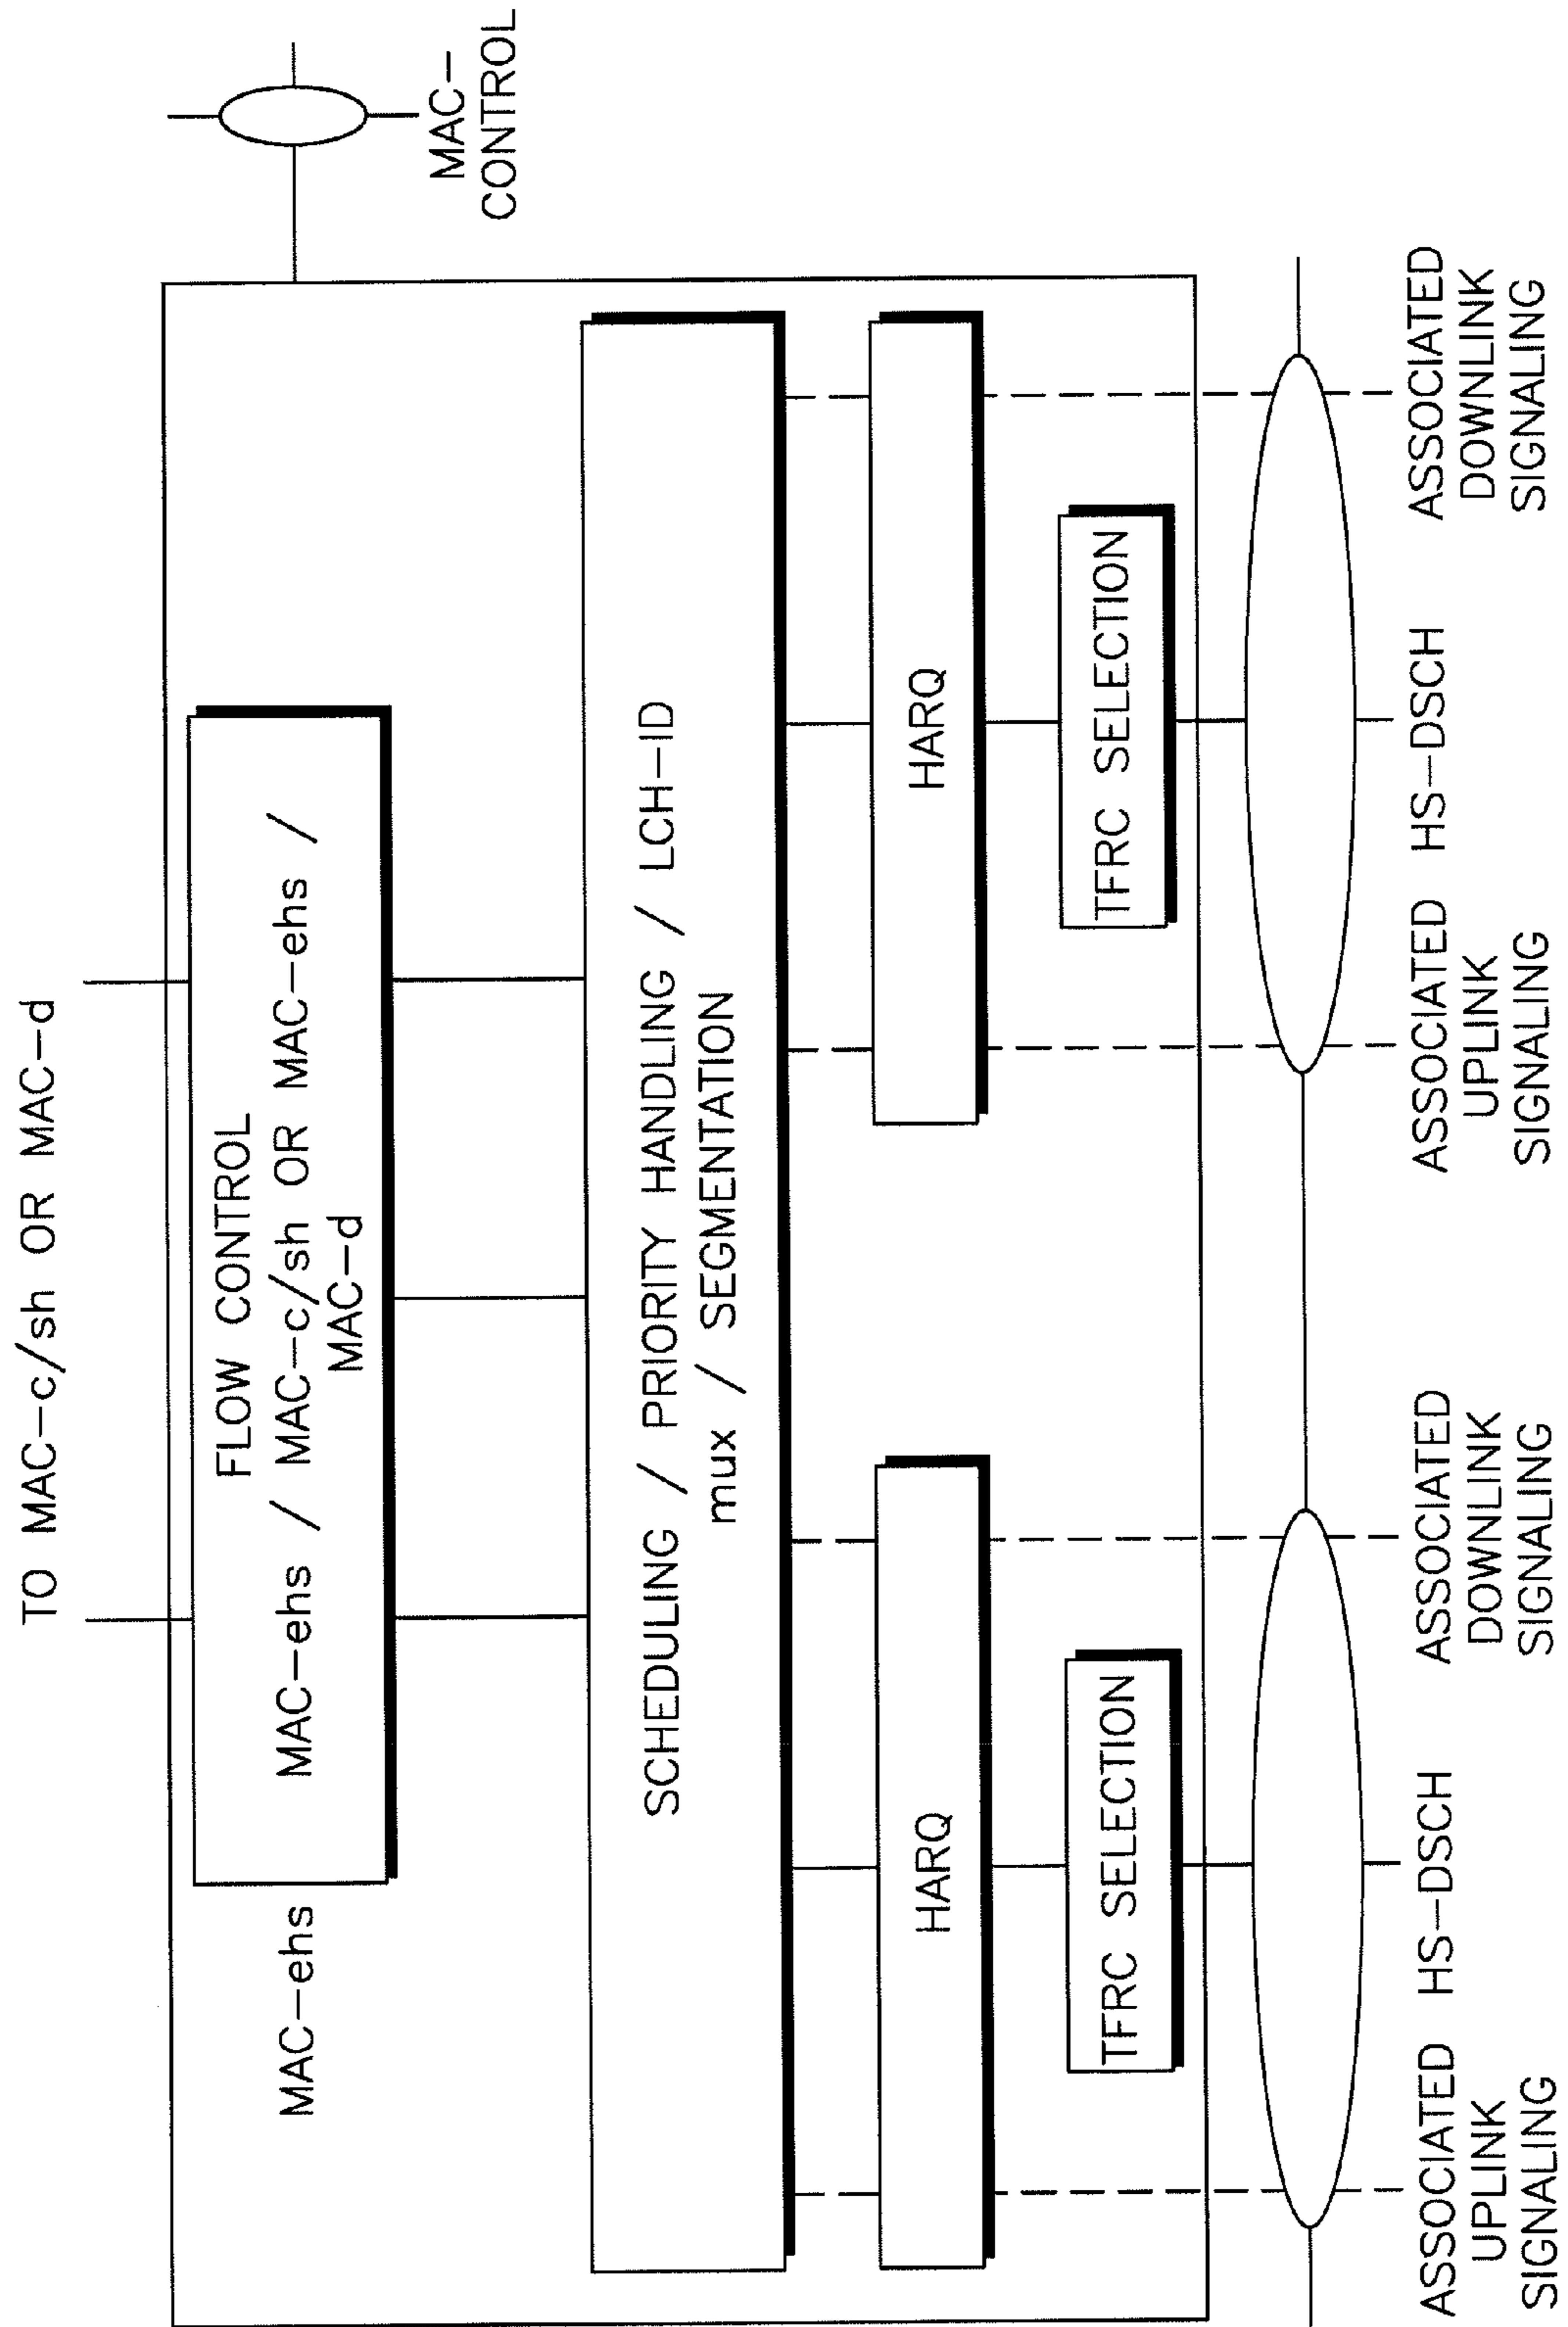 TO MAC-c/sh OR MAC-d
MAC-
CONTROL
MAC-ehs
FLOW CONTROL
MAC-ehs / MAC-c/sh OR MAC-ehs /
MAC-d
SCHEDULING / PRIORITY HANDLING / LCH-ID
mux / SEGMENTATION
HARQ
HARQ
TFRC SELECTION
TFRC SELECTION
ASSOCIATED
UPLINK
SIGNALING
HS-DSCH
ASSOCIATED
DOWNLINK
SIGNALING
ASSOCIATED
UPLINK
SIGNALING
HS-DSCH
ASSOCIATED
DOWNLINK
SIGNALING